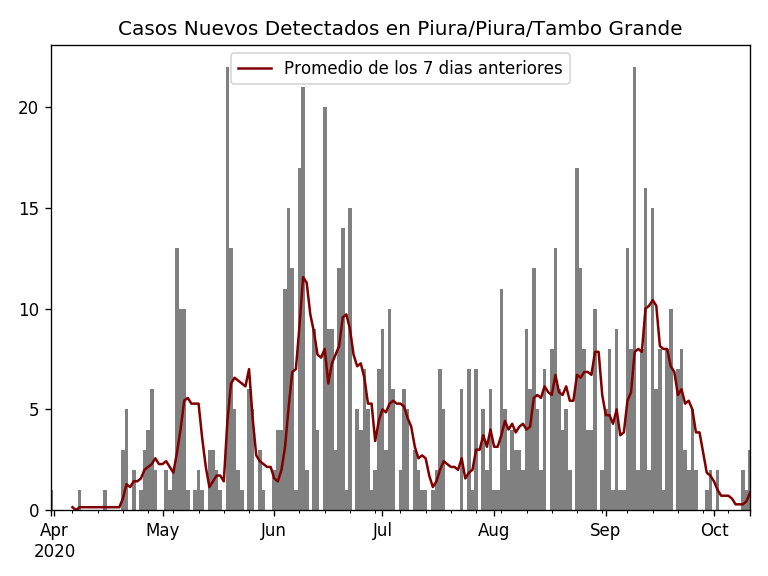 Casos Nuevos Detectados en Piura/Piura/Tambo Grande
Promedio de los 7 dias anteriores
20
15
10
5
0
Apr May Jun Jul Aug Sep Oct
2020